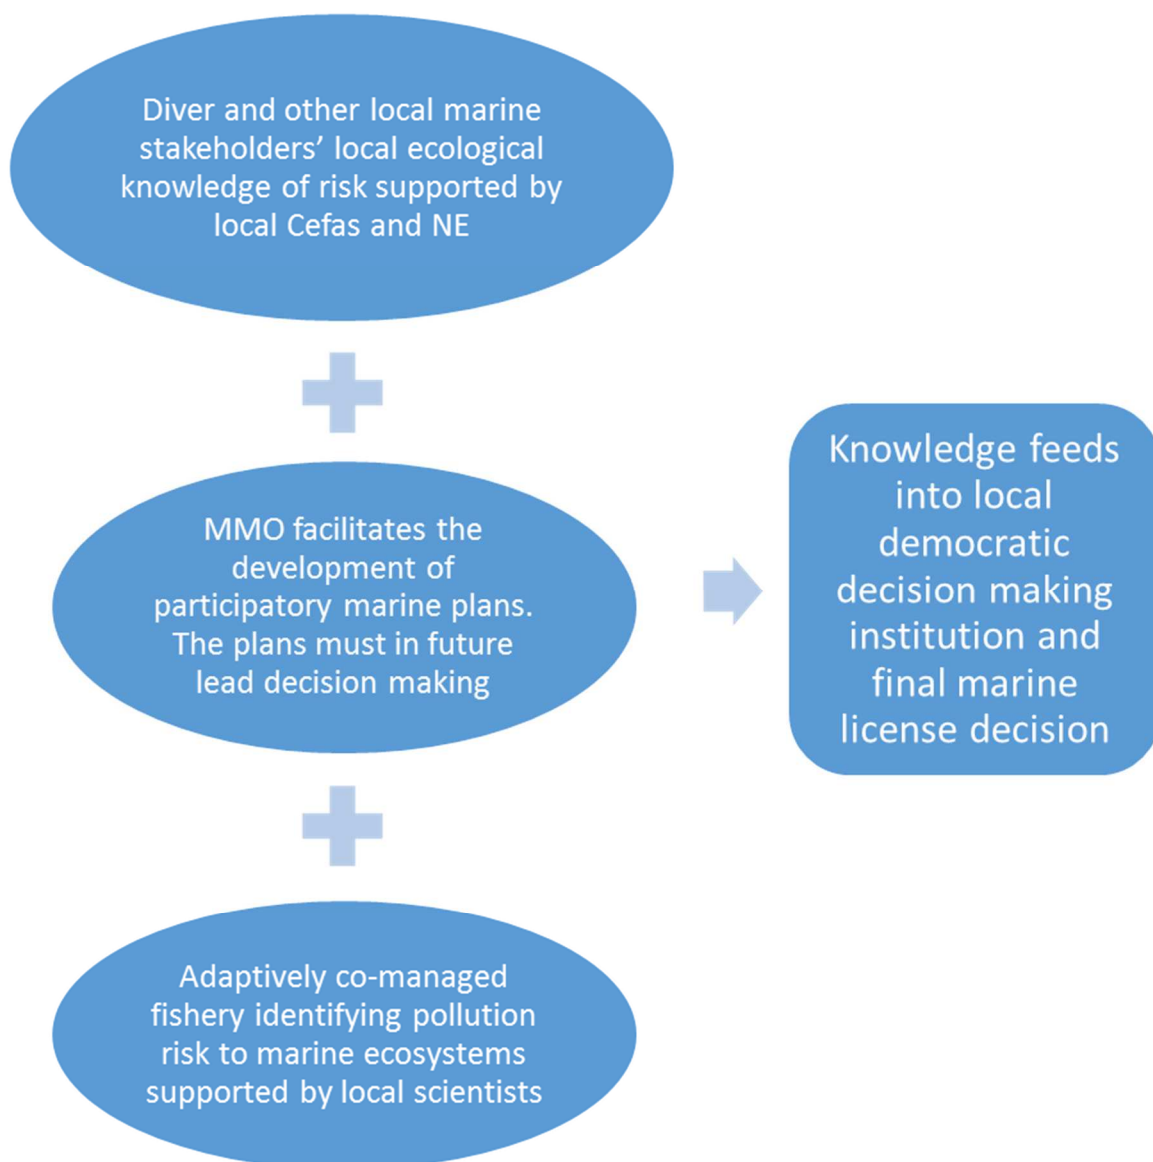 Diver and other local marine
stakeholders’ local ecological
knowledge of risk supported by
local Cefas and NE
MMO facilitates the
development of
participatory marine plans.
The plans must in future
lead decision making
Adaptively co-managed
fishery identifying pollution
risk to marine ecosystems
supported by local scientists
Knowledge feeds
into local
democratic
decision making
institution and
final marine
license decision